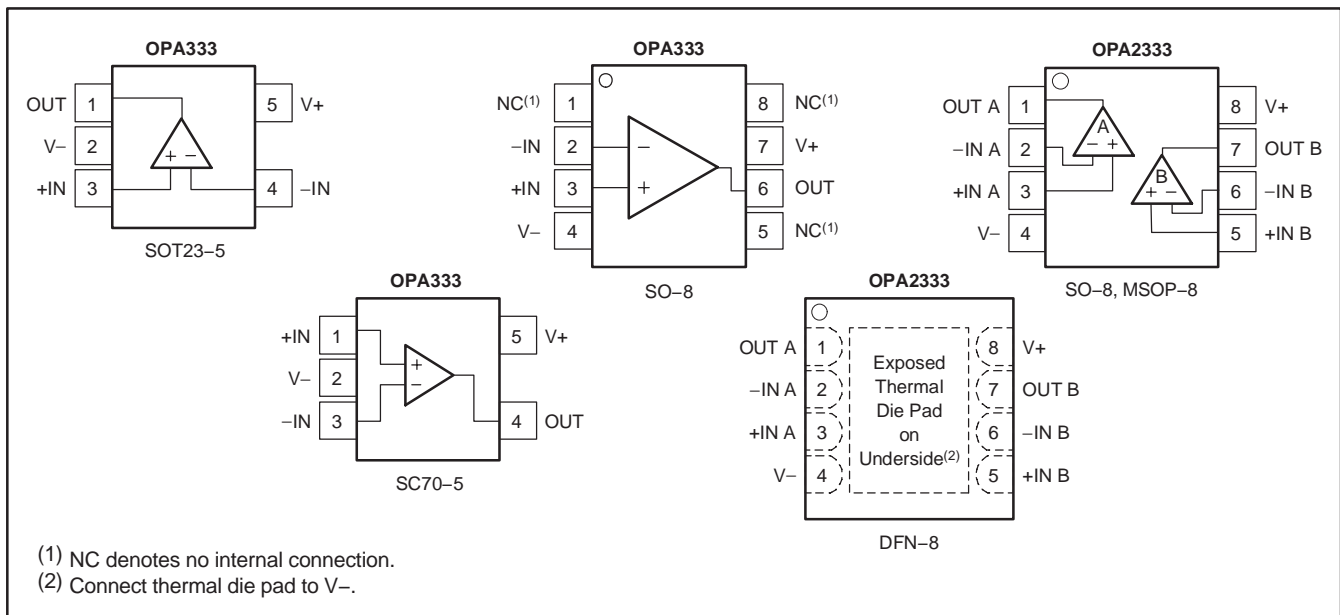 OPA333
OUT 1
5 V+
V− 2
+IN 3
4 −IN
+ −
SOT23−5
OPA333
NC(1) 1
8 NC(1)
−IN 2
−
7 V+
+IN 3
+
6 OUT
V− 4
5 NC(1)
SO−8
OPA2333
OUT A 1
8 V+
A
−IN A 2
− +
7 OUT B
B
+IN A 3
+ −
6 −IN B
V− 4
5 +IN B
SO−8, MSOP−8
OPA333
+IN 1
5 V+
V− 2
+
−
−IN 3
4 OUT
SC70−5
OPA2333
OUT A 1
8 V+
−IN A 2
7 OUT B
+IN A 3
6 −IN B
V− 4
5 +IN B
Exposed
Thermal
Die Pad
on
Underside(2)
DFN−8
(1) NC denotes no internal connection.
(2) Connect thermal die pad to V−.